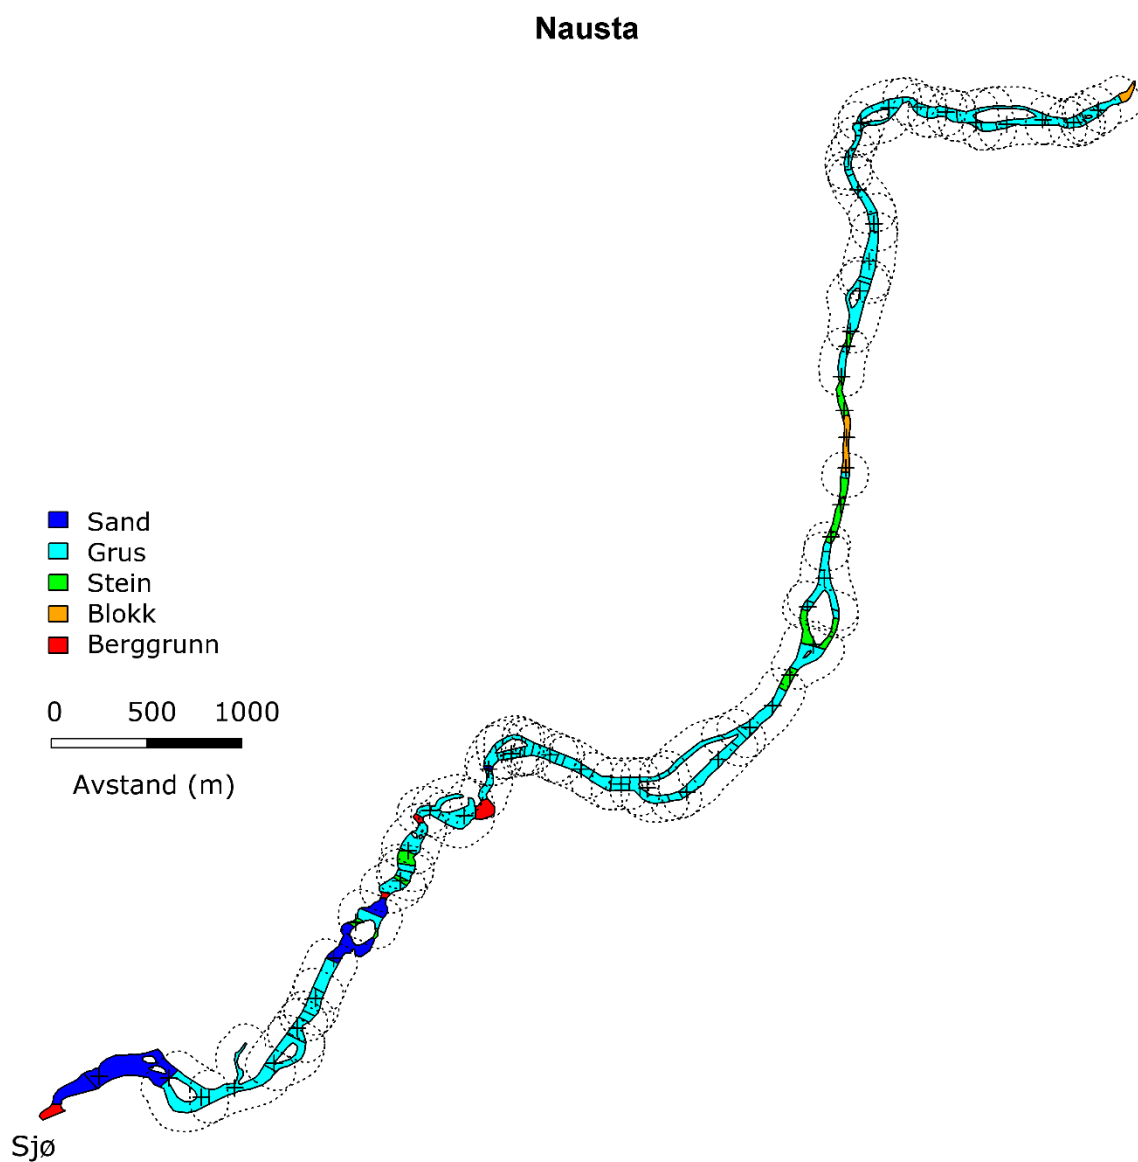 Nausta
Sand
Grus
Stein
Blokk
Berggrunn
0 500 1000
Avstand (m)
Sjø